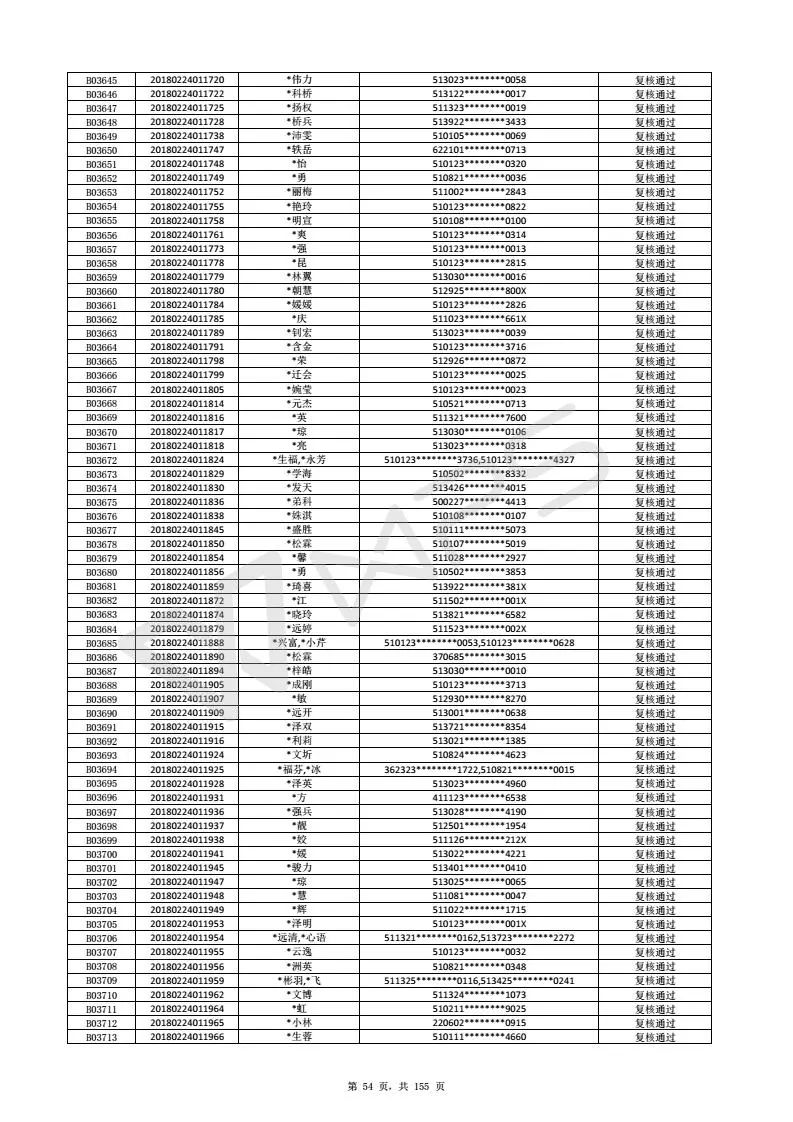 B03645 20180224011720 *伟力 513023********0058 复核通过
B03646 20180224011722 *科桥 513122********0017 复核通过
B03647 20180224011725 *扬权 511323********0019 复核通过
B03648 20180224011728 *桥兵 513922********3433 复核通过
B03649 20180224011738 *沛雯 510105********0069 复核通过
B03650 20180224011747 *轶岳 622101********0713 复核通过
B03651 20180224011748 *怡 510123********0320 复核通过
B03652 20180224011749 *勇 510821********0036 复核通过
B03653 20180224011752 *丽梅 511002********2843 复核通过
B03654 20180224011755 *艳玲 510123********0822 复核通过
B03655 20180224011758 *明宣 510108********0100 复核通过
B03656 20180224011761 *爽 510123********0314 复核通过
B03657 20180224011773 *强 510123********0013 复核通过
B03658 20180224011778 *昆 510123********2815 复核通过
B03659 20180224011779 *林翼 513030********0016 复核通过
B03660 20180224011780 *朝慧 512925********800X 复核通过
B03661 20180224011784 *媛媛 510123********2826 复核通过
B03662 20180224011785 *庆 511023********661X 复核通过
B03663 20180224011789 *钊宏 513023********0039 复核通过
B03664 20180224011791 *含金 510123********3716 复核通过
B03665 20180224011798 *荣 512926********0872 复核通过
B03666 20180224011799 *迁会 510123********0025 复核通过
B03667 20180224011805 *婉莹 510123********0023 复核通过
B03668 20180224011814 *元杰 510521********0713 复核通过
B03669 20180224011816 *英 511321********7600 复核通过
B03670 20180224011817 *琼 513030********0106 复核通过
B03671 20180224011818 *亮 513023********0318 复核通过
B03672 20180224011824 *生福,*永芳 510123********3736,510123********4327 复核通过
B03673 20180224011829 *学海 510502********8332 复核通过
B03674 20180224011830 *发天 513426********4015 复核通过
B03675 20180224011836 *弟科 500227********4413 复核通过
B03676 20180224011838 *姝淇 510108********0107 复核通过
B03677 20180224011845 *盛胜 510111********5073 复核通过
B03678 20180224011850 *松霖 510107********5019 复核通过
B03679 20180224011854 *馨 511028********2927 复核通过
B03680 20180224011856 *勇 510502********3853 复核通过
B03681 20180224011859 *琦喜 513922********381X 复核通过
B03682 20180224011872 *江 511502********001X 复核通过
B03683 20180224011874 *晓玲 513821********6582 复核通过
B03684 20180224011879 *远婷 511523********002X 复核通过
B03685 20180224011888 *兴富,*小芹 510123********0053,510123********0628 复核通过
B03686 20180224011890 *松霖 370685********3015 复核通过
B03687 20180224011894 *梓皓 513030********0010 复核通过
B03688 20180224011905 *成刚 510123********3713 复核通过
B03689 20180224011907 *敏 512930********8270 复核通过
B03690 20180224011909 *远开 513001********0638 复核通过
B03691 20180224011915 *泽双 513721********8354 复核通过
B03692 20180224011916 *利莉 513021********1385 复核通过
B03693 20180224011924 *文圻 510824********4623 复核通过
B03694 20180224011925 *福芬,*冰 362323********1722,510821********0015 复核通过
B03695 20180224011928 *泽英 513023********4960 复核通过
B03696 20180224011931 *方 411123********6538 复核通过
B03697 20180224011936 *强兵 513028********4190 复核通过
B03698 20180224011937 *靓 512501********1954 复核通过
B03699 20180224011938 *姣 511126********212X 复核通过
B03700 20180224011941 *媛 513022********4221 复核通过
B03701 20180224011945 *骏力 513401********0410 复核通过
B03702 20180224011947 *琼 513025********0065 复核通过
B03703 20180224011948 *慧 511081********0047 复核通过
B03704 20180224011949 *辉 511022********1715 复核通过
B03705 20180224011953 *泽明 510123********001X 复核通过
B03706 20180224011954 *远清,*心语 511321********0162,513723********2272 复核通过
B03707 20180224011955 *云逸 510123********0032 复核通过
B03708 20180224011956 *洲英 510821********0348 复核通过
B03709 20180224011959 *彬羽,*飞 511325********0116,513425********0241 复核通过
B03710 20180224011962 *文博 511324********1073 复核通过
B03711 20180224011964 *虹 510211********9025 复核通过
B03712 20180224011965 *小林 220602********0915 复核通过
B03713 20180224011966 *生蓉 510111********4660 复核通过
WPS
第 54 页, 共 155 页